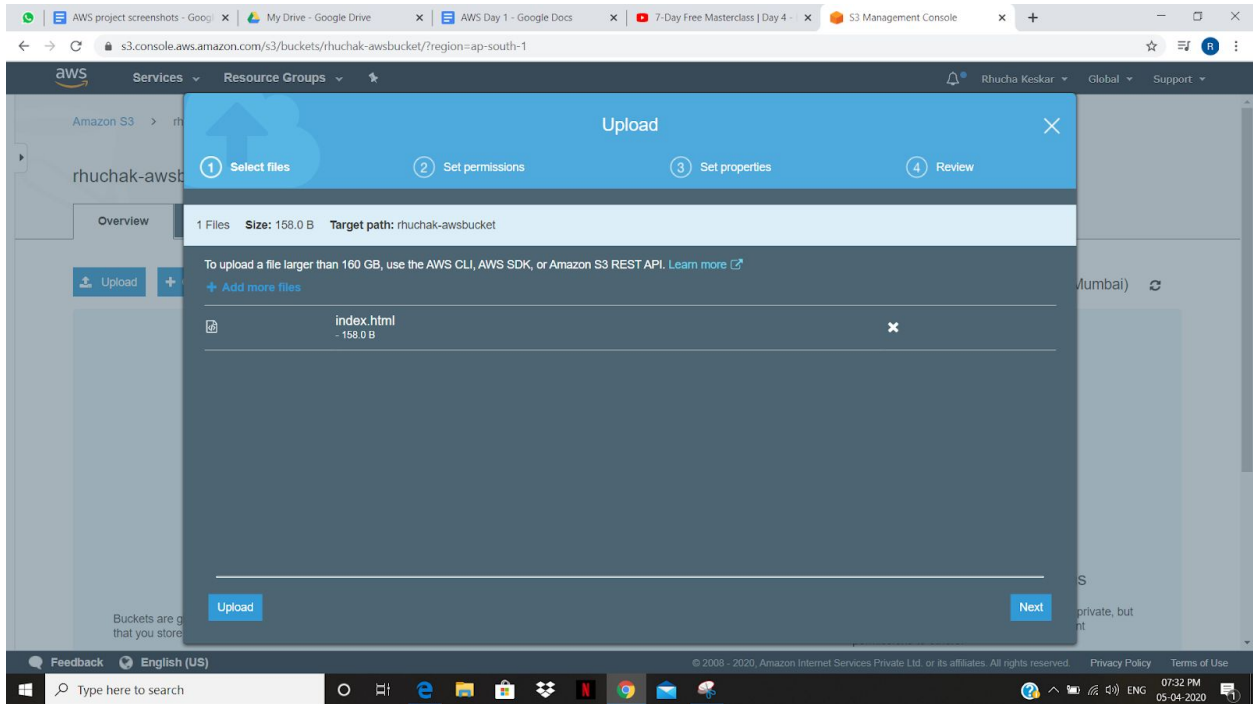 AWS project screenshots - Googl
My Drive - Google Drive
AWS Day 1 - Google Docs
7-Day Free Masterclass | Day 4 -
S3 Management Console
s3.console.aws.amazon.com/s3/buckets/rhuchak-awsbucket/?region=ap-south-1
R
aws
Services
Resource Groups
Rhucha Keskar
Global
Support
Amazon S3 > rh
Upload
rhuchak-awsb
1 Select files
2 Set permissions
3 Set properties
4 Review
Overview
1 Files Size: 158.0 B Target path: rhuchak-awsbucket
To upload a file larger than 160 GB, use the AWS CLI, AWS SDK, or Amazon S3 REST API. Learn more
Upload
+ Add more files
Mumbai)
index.html
- 158.0 B
s
Upload
Next
Buckets are g
that you store
private, but
nt
Feedback
English (US)
© 2008 - 2020, Amazon Internet Services Private Ltd. or its affiliates. All rights reserved.
Privacy Policy
Terms of Use
Type here to search
N
ENG
07:32 PM
05-04-2020
1